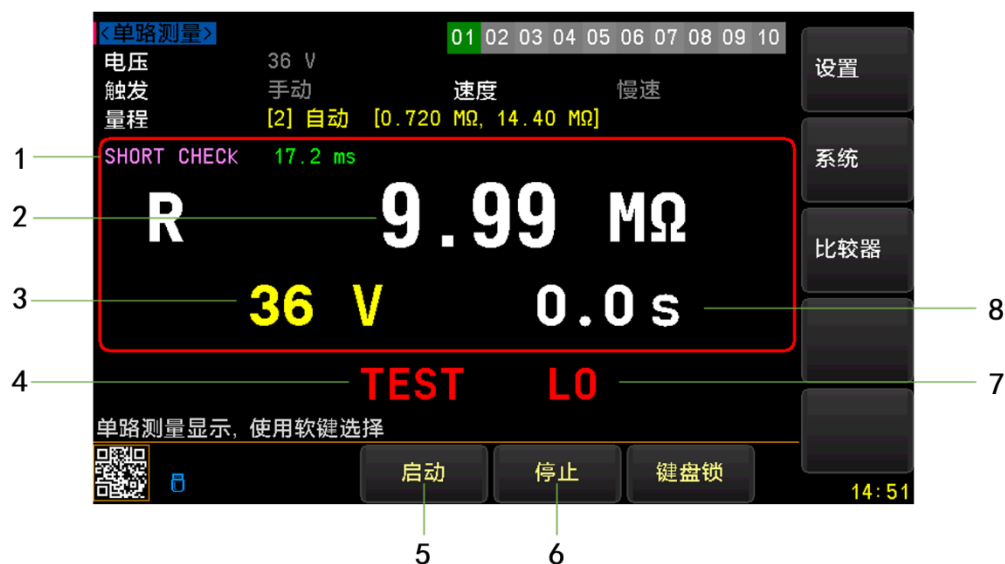 <单路测量>
01 02 03 04 05 06 07 08 09 10
设置
电压 36 V
触发 手动 速度 慢速
量程 [2] 自动 [0.720 MΩ, 14.40 MΩ]
1 SHORT CHECK 17.2 ms
系统
2 R 9.99 MΩ
比较器
3 36 V 0.0s 8
4 TEST LO 7
单路测量显示, 使用软键选择
启动 停止 键盘锁
14:51
5 6